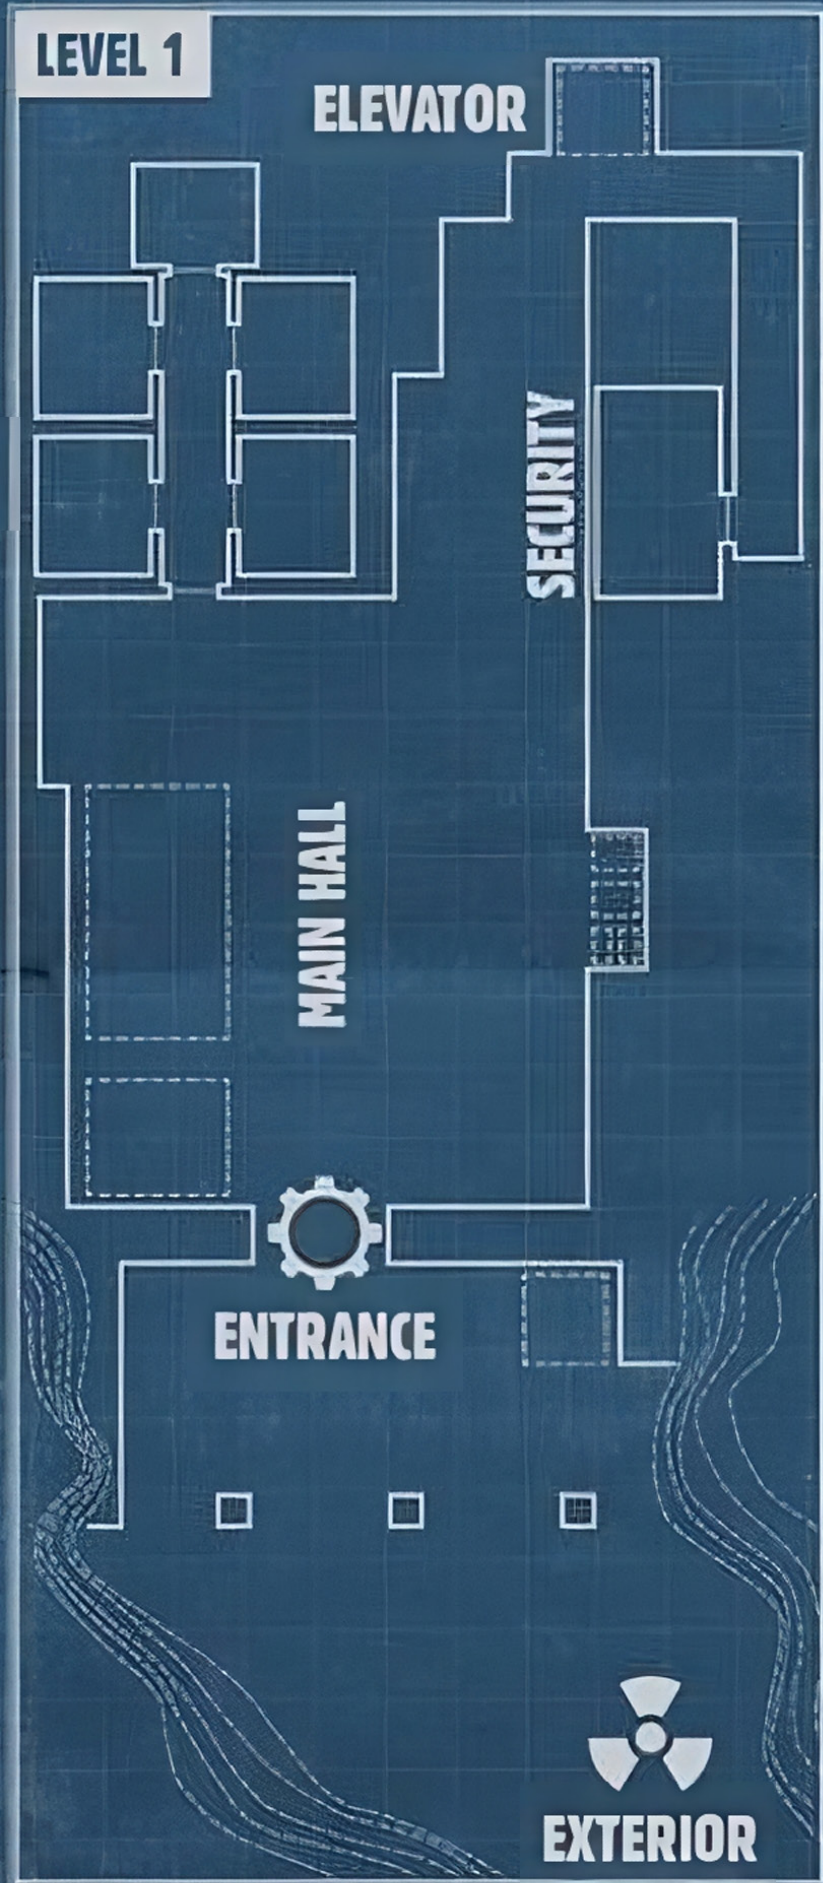 LEVEL 1
ELEVATOR
SECURITY
MAIN HALL
ENTRANCE
EXTERIOR